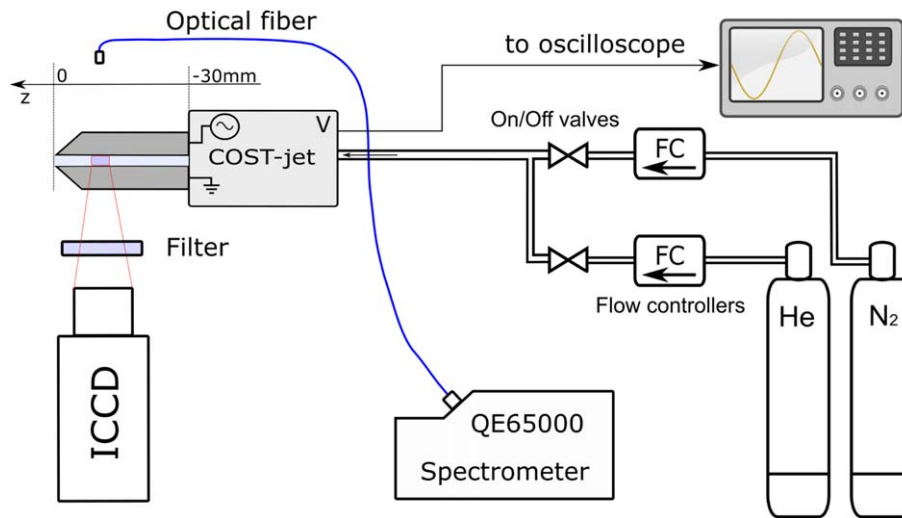 Optical fiber
0
-30mm
z
to oscilloscope
V
COST-jet
On/Off valves
FC
FC
Flow controllers
Filter
ICCD
He
N₂
QE65000
Spectrometer